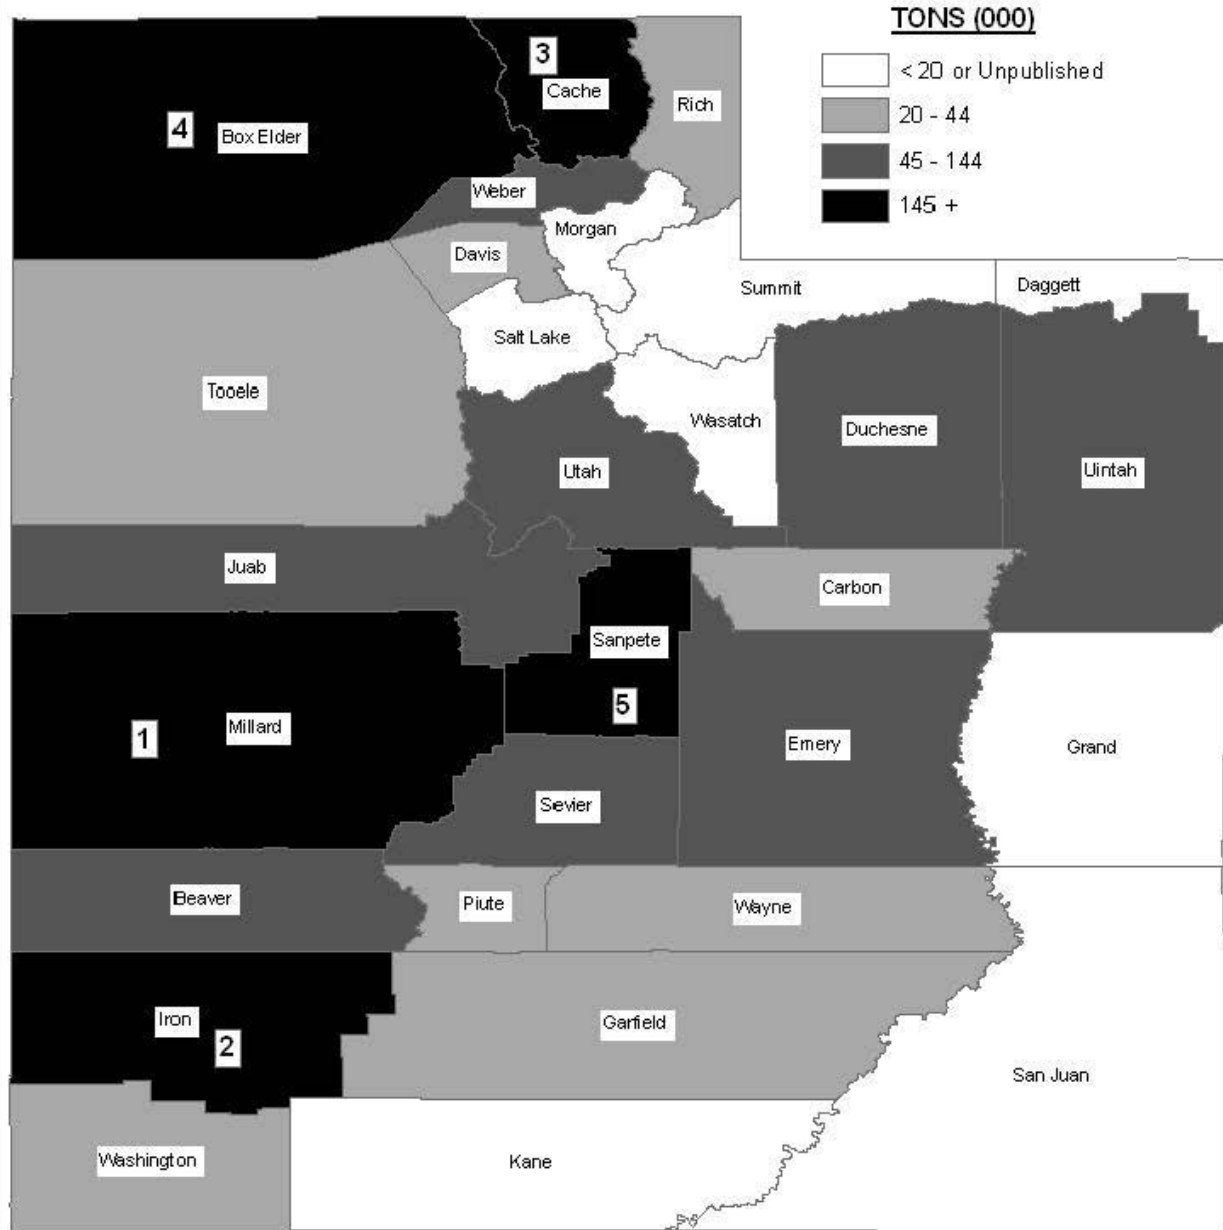 TONS (000)
< 20 or Unpublished
20 - 44
45 - 144
145 +
3
Cache
Rich
4
Box Elder
Weber
Morgan
Davis
Summit
Daggett
Salt Lake
Tooele
Wasatch
Duchesne
Utah
Uintah
Juab
Carbon
Sanpete
5
1
Millard
Emery
Grand
Sevier
Beaver
Piute
Wayne
Iron
2
Garfield
San Juan
Washington
Kane